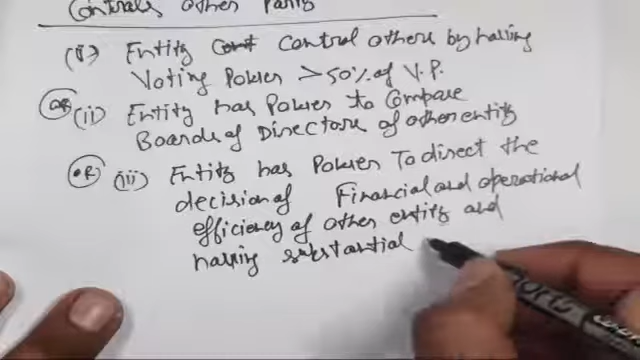 Controls Other Party
(i) Entity Cont Control others by having
Voting Power > 50% of V.P.
OR (ii) Entity has Power to Compose
Boards of Directors of other entity
OR (iii) Entity has Power To direct the
decision of Financial and operational
efficiency of other entity and
having substantial